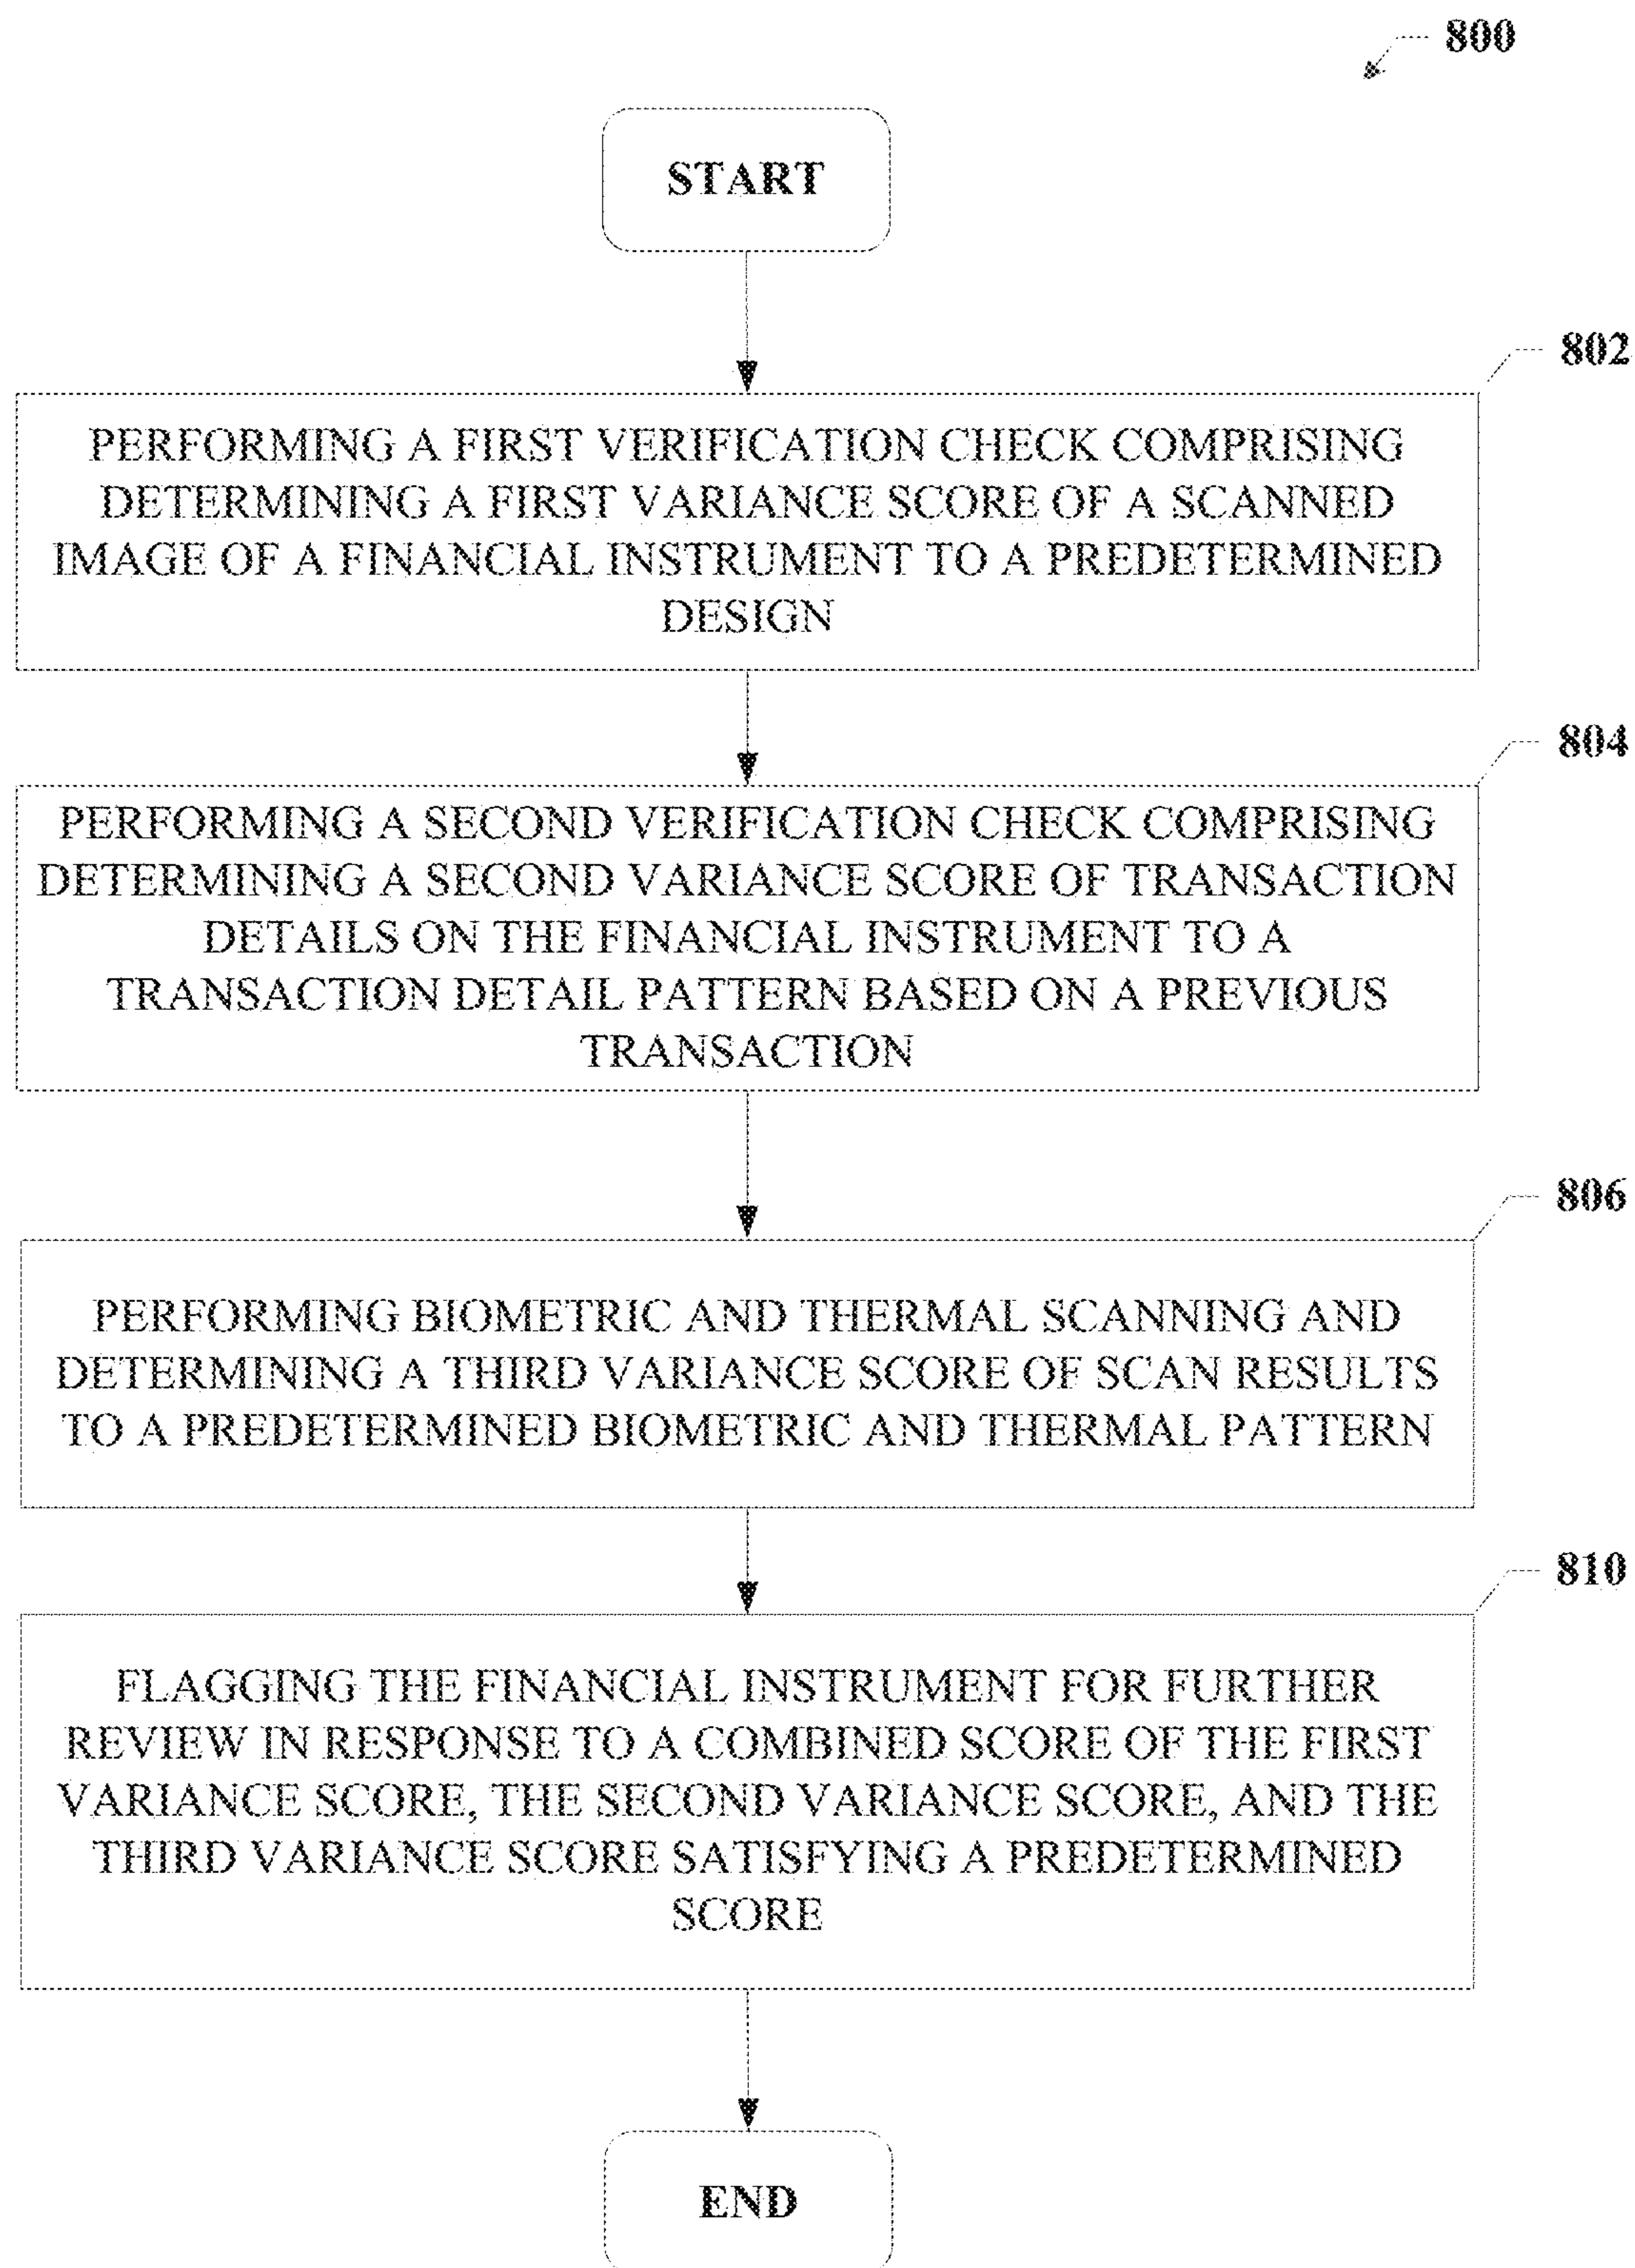 800
START
802
PERFORMING A FIRST VERIFICATION CHECK COMPRISING
DETERMINING A FIRST VARIANCE SCORE OF A SCANNED
IMAGE OF A FINANCIAL INSTRUMENT TO A PREDETERMINED
DESIGN
804
PERFORMING A SECOND VERIFICATION CHECK COMPRISING
DETERMINING A SECOND VARIANCE SCORE OF TRANSACTION
DETAILS ON THE FINANCIAL INSTRUMENT TO A
TRANSACTION DETAIL PATTERN BASED ON A PREVIOUS
TRANSACTION
806
PERFORMING BIOMETRIC AND THERMAL SCANNING AND
DETERMINING A THIRD VARIANCE SCORE OF SCAN RESULTS
TO A PREDETERMINED BIOMETRIC AND THERMAL PATTERN
810
FLAGGING THE FINANCIAL INSTRUMENT FOR FURTHER
REVIEW IN RESPONSE TO A COMBINED SCORE OF THE FIRST
VARIANCE SCORE, THE SECOND VARIANCE SCORE, AND THE
THIRD VARIANCE SCORE SATISFYING A PREDETERMINED
SCORE
END